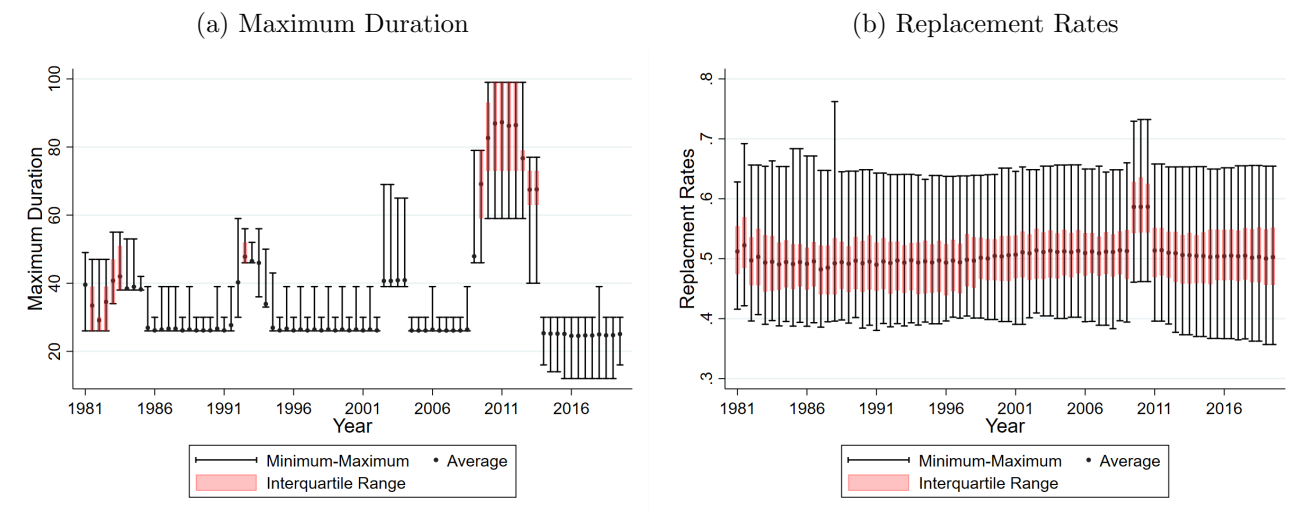 (a) Maximum Duration
Maximum Duration
100
80
60
40
20
1981 1986 1991 1996 2001 2006 2011 2016
Year
Minimum-Maximum Average
Interquartile Range
(b) Replacement Rates
Replacement Rates
.8
.7
.6
.5
.4
.3
1981 1986 1991 1996 2001 2006 2011 2016
Year
Minimum-Maximum Average
Interquartile Range